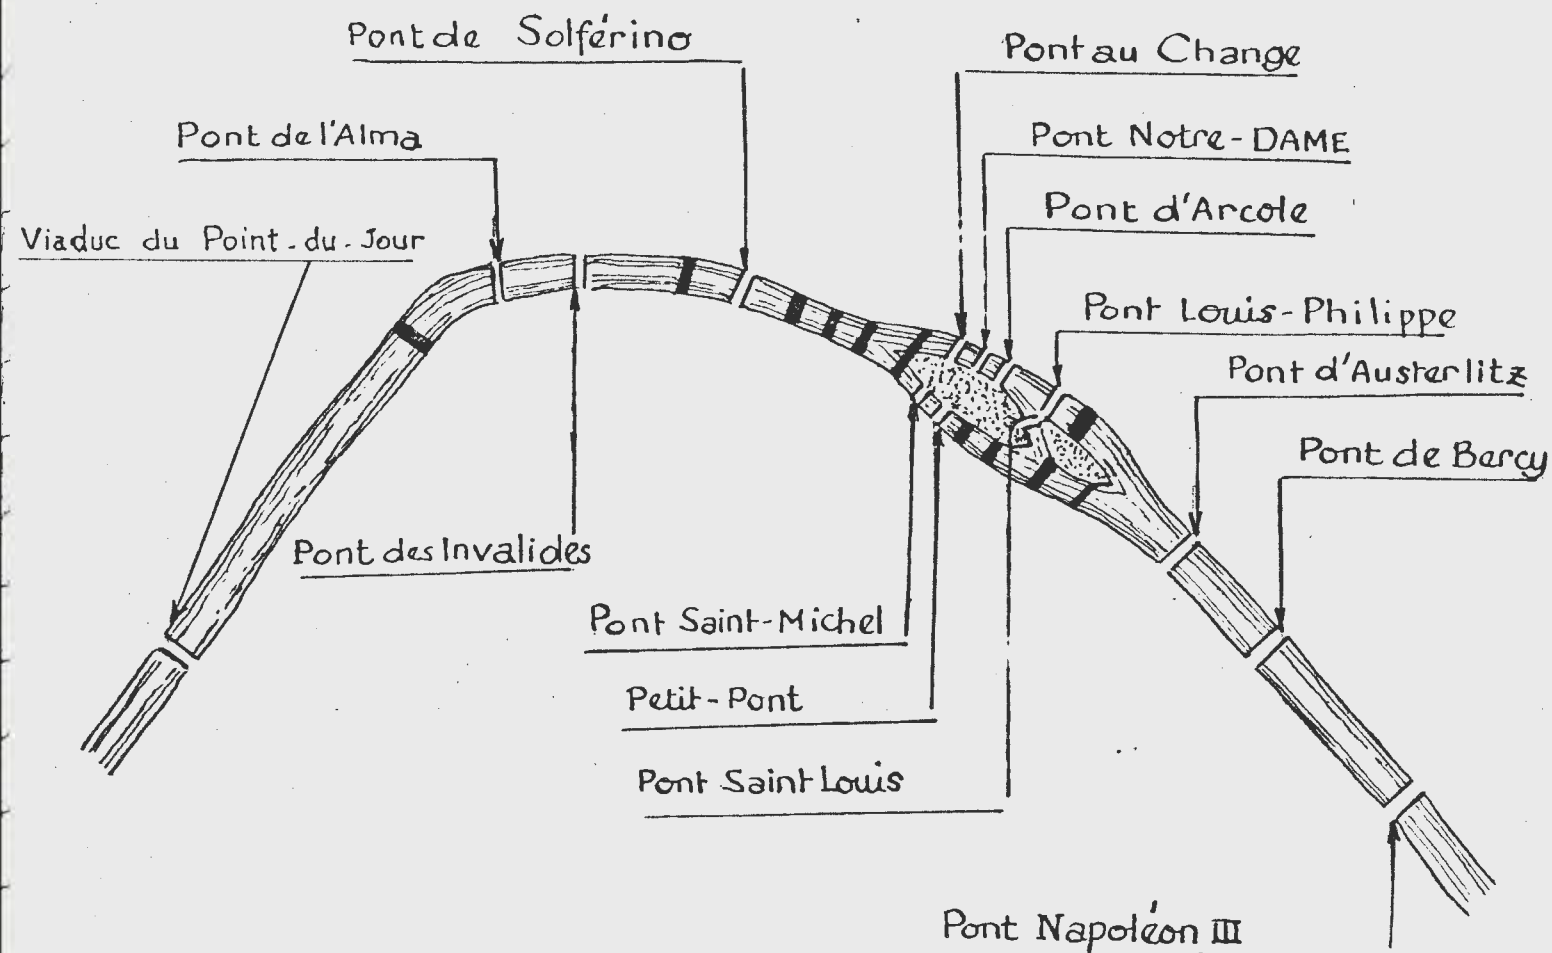 Pont de Solférino
Pont au Change
Pont de l'Alma
Pont Notre-DAME
Pont d'Arcole
Viaduc du Point-du-Jour
Pont Louis-Philippe
Pont d'Austerlitz
Pont de Bercy
Pont des Invalides
Pont Saint-Michel
Petit-Pont
Pont Saint Louis
Pont Napoléon III